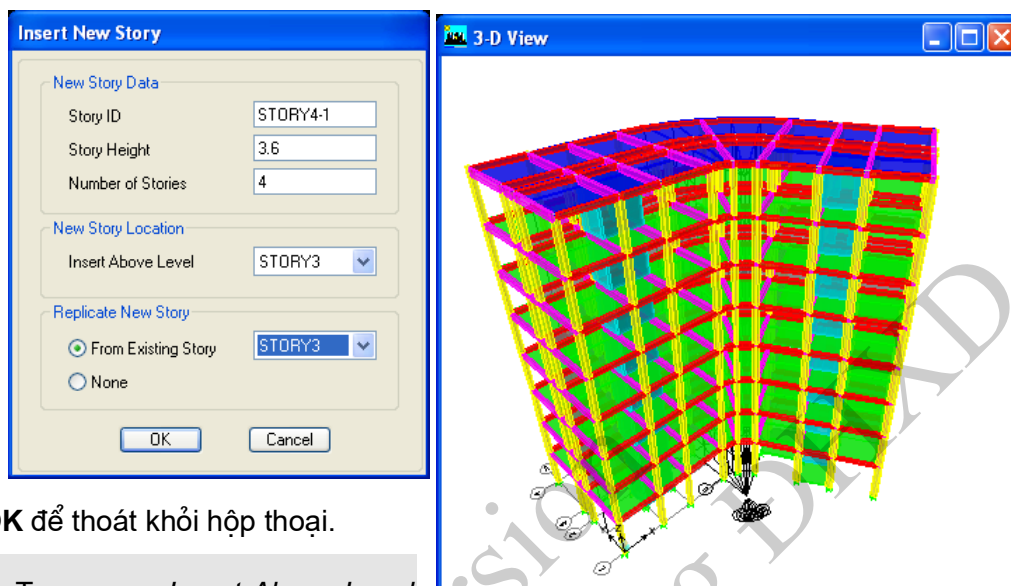 Insert New Story
New Story Data
Story ID STORY4-1
Story Height 3.6
Number of Stories 4
New Story Location
Insert Above Level STORY3
Replicate New Story
From Existing Story STORY3
None
OK Cancel
3-D View
để thoát khỏi hộp thoại.